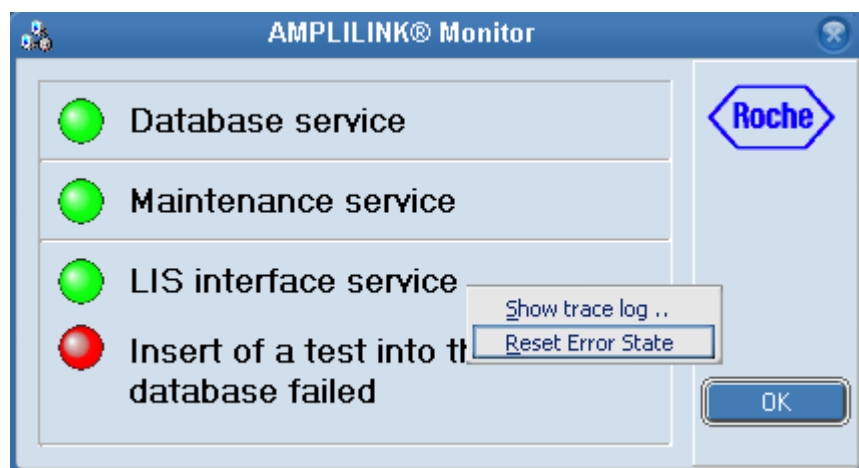 AMPLILINK® Monitor
Database service
Roche
Maintenance service
LIS interface service
Show trace log ..
Reset Error State
Insert of a test into
database failed
OK